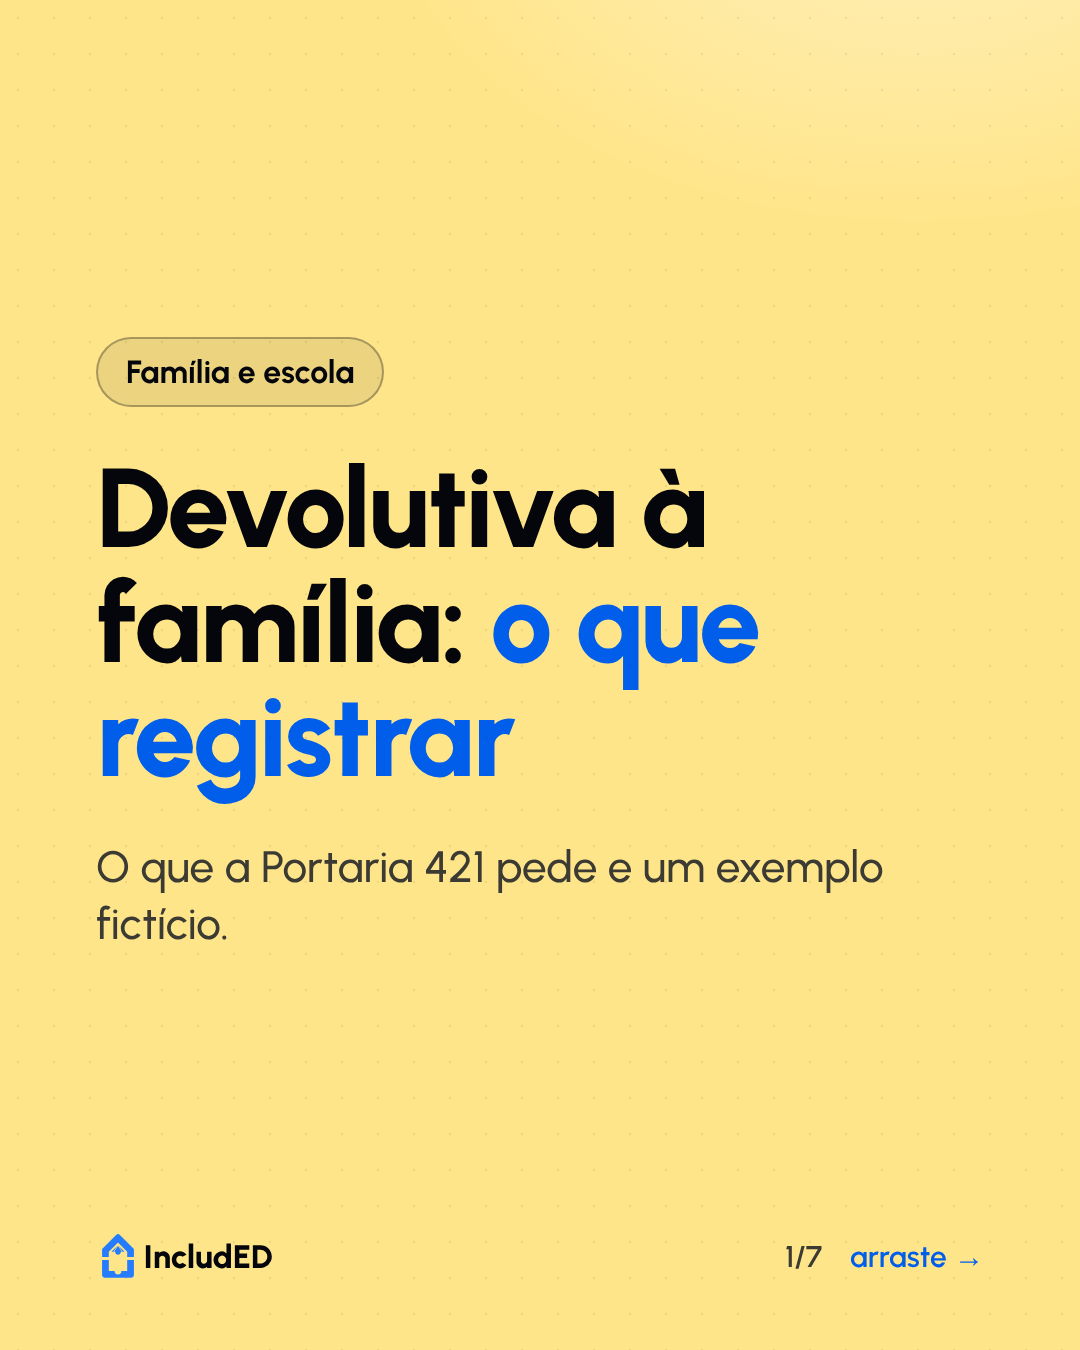 Família e escola
Devolutiva à
família: o que
registrar
O que a Portaria 421 pede e um exemplo
fictício.
IncludED
1/7 arraste →